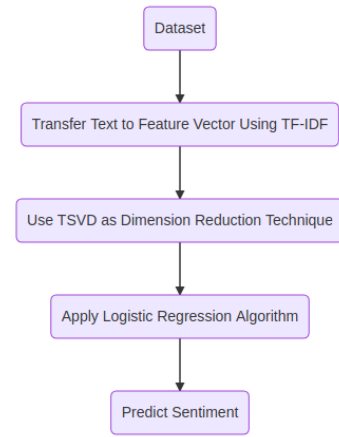 Dataset
Transfer Text to Feature Vector Using TF-IDF
Use TSVD as Dimension Reduction Technique
Apply Logistic Regression Algorithm
Predict Sentiment